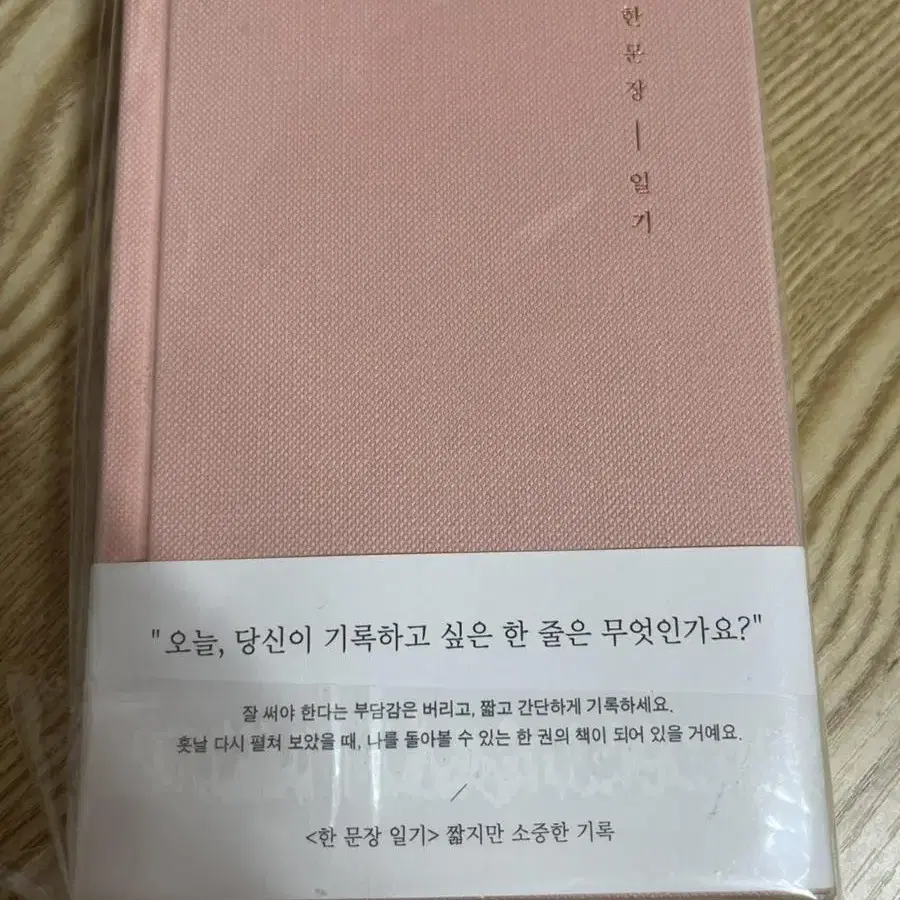 한문장 | 일기
" 오늘, 당신이 기록하고 싶은 한 줄은 무엇인가요?"
잘 써야 한다는 부담감은 버리고, 짧고 간단하게 기록하세요.
훗날 다시 펼쳐 보았을 때, 나를 돌아볼 수 있는 한 권의 책이 되어 있을 거예요.
/
<한 문장 일기> 짧지만 소중한 기록